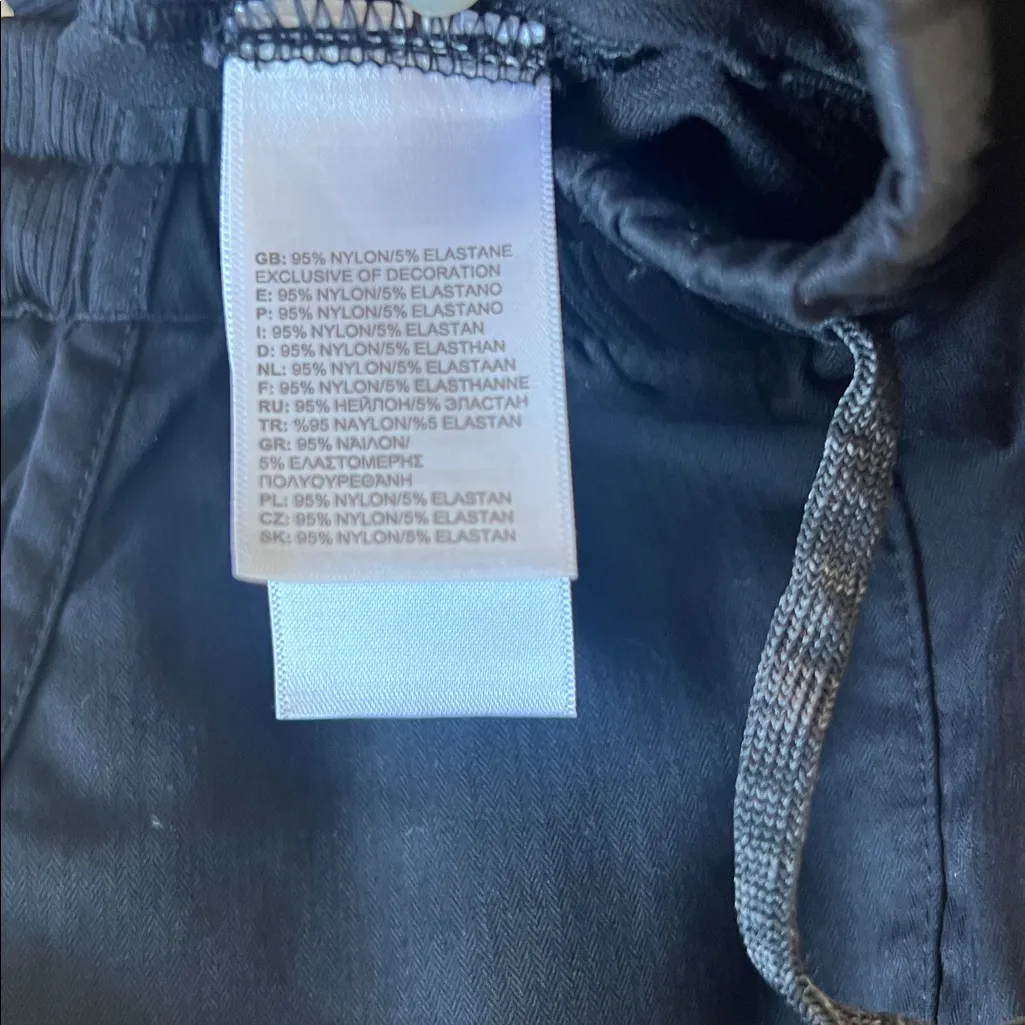 GB: 95% NYLON/5% ELASTANE
EXCLUSIVE OF DECORATION
E: 95% NYLON/5% ELASTANO
P: 95% NYLON/5% ELASTANO
I: 95% NYLON/5% ELASTAN
D: 95% NYLON/5% ELASTHAN
NL: 95% NYLON/5% ELASTAAN
F: 95% NYLON/5% ELASTHANNE
RU: 95% НЕЙЛОН/5% ЭЛАСТАН
TR: %95 NAYLON/%5 ELASTAN
GR: 95% ΝΑΪΛΟΝ/
5% ΕΛΑΣΤΟΜΕΡΗΣ
ΠΟΛΥΟΥΡΕΘΑΝΗ
PL: 95% NYLON/5% ELASTAN
CZ: 95% NYLON/5% ELASTAN
SK: 95% NYLON/5% ELASTAN